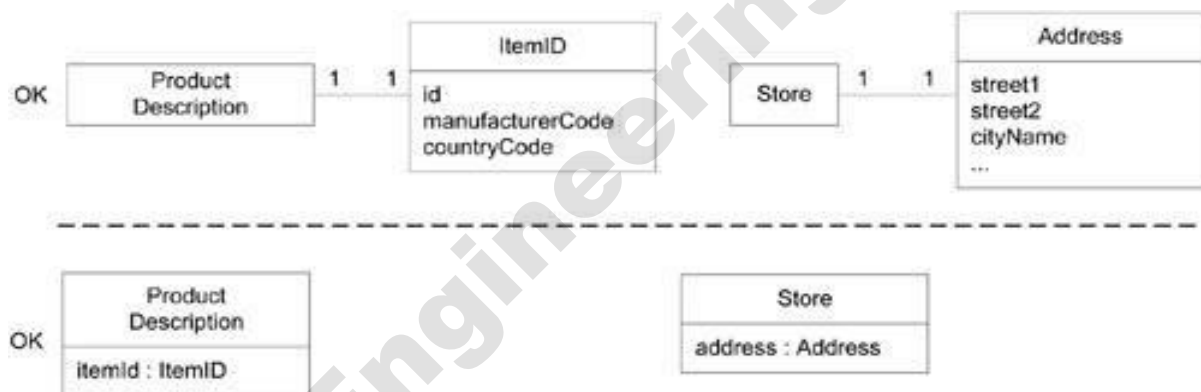 OK
Product
Description
1 1
ItemID
id
manufacturerCode
countryCode
Store
1 1
Address
street1
street2
cityName
...
OK
Product
Description
itemId : ItemID
Store
address : Address
ngineering